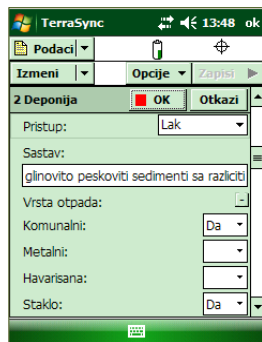 TerraSync 13:48 ok
Podaci
Izmeni Opcije Zapisi
2 Deponija OK Otkazi
Pristup: Lak
Sastav:
glinovito peskoviti sedimenti sa razliciti
Vrsta otpada:
Komunalni: Da
Metalni:
Havarisana:
Staklo: Da